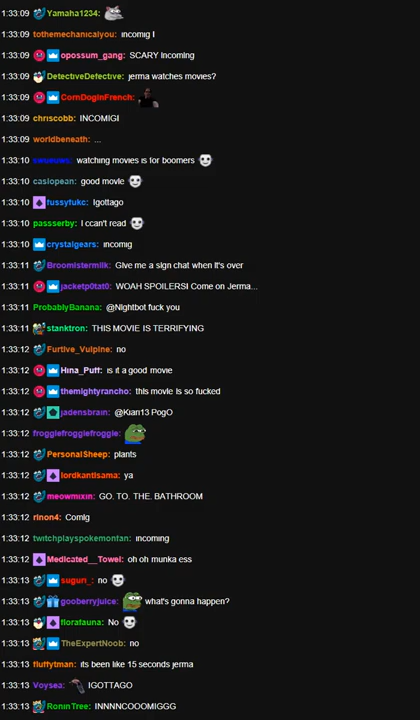 1:33:09 Yamaha1234:
1:33:09 tothemechanicalyou: incomig I
1:33:09 opossum_gang: SCARY incoming
1:33:09 DetectiveDetective: jerma watches movies?
1:33:09 CornDogInFrench:
1:33:09 chriscobb: INCOMIGI
1:33:09 worldbeneath: ...
1:33:10 watching movies is for boomers
1:33:10 casiopean: good movie
1:33:10 fussyfukc: Igottago
1:33:10 passserby: I ccan't read
1:33:10 crystalgears: incomig
1:33:11 Broomistermilk: Give me a sign chat when it's over
1:33:11 jacketp0tat0: WOAH SPOILERS! Come on Jerma...
1:33:11 ProbablyBanana: @Nightbot fuck you
1:33:11 stanktron: THIS MOVIE IS TERRIFYING
1:33:12 Furtive_Vulpine: no
1:33:12 Hina_Puff: is it a good movie
1:33:12 themightyrancho: this movie is so fucked
1:33:12 jadensbrain: @Kian13 PogO
1:33:12 froggiefroggiefroggie:
1:33:12 PersonalSheep: plants
1:33:12 lordkantisama: ya
1:33:12 meowmixin: GO. TO. THE. BATHROOM
1:33:12 rinon4: Comig
1:33:12 twitchplayspokemonfan: incoming
1:33:12 Medicated__Towel: oh oh munka ess
1:33:13 suguri_: no
1:33:13 gooberryjuice: what's gonna happen?
1:33:13 florafauna: No
1:33:13 TheExpertNoob: no
1:33:13 fluffytman: its been like 15 seconds jerma
1:33:13 Voysea: IGOTTAGO
1:33:13 RoninTree: INNNNCOOOMIGGG